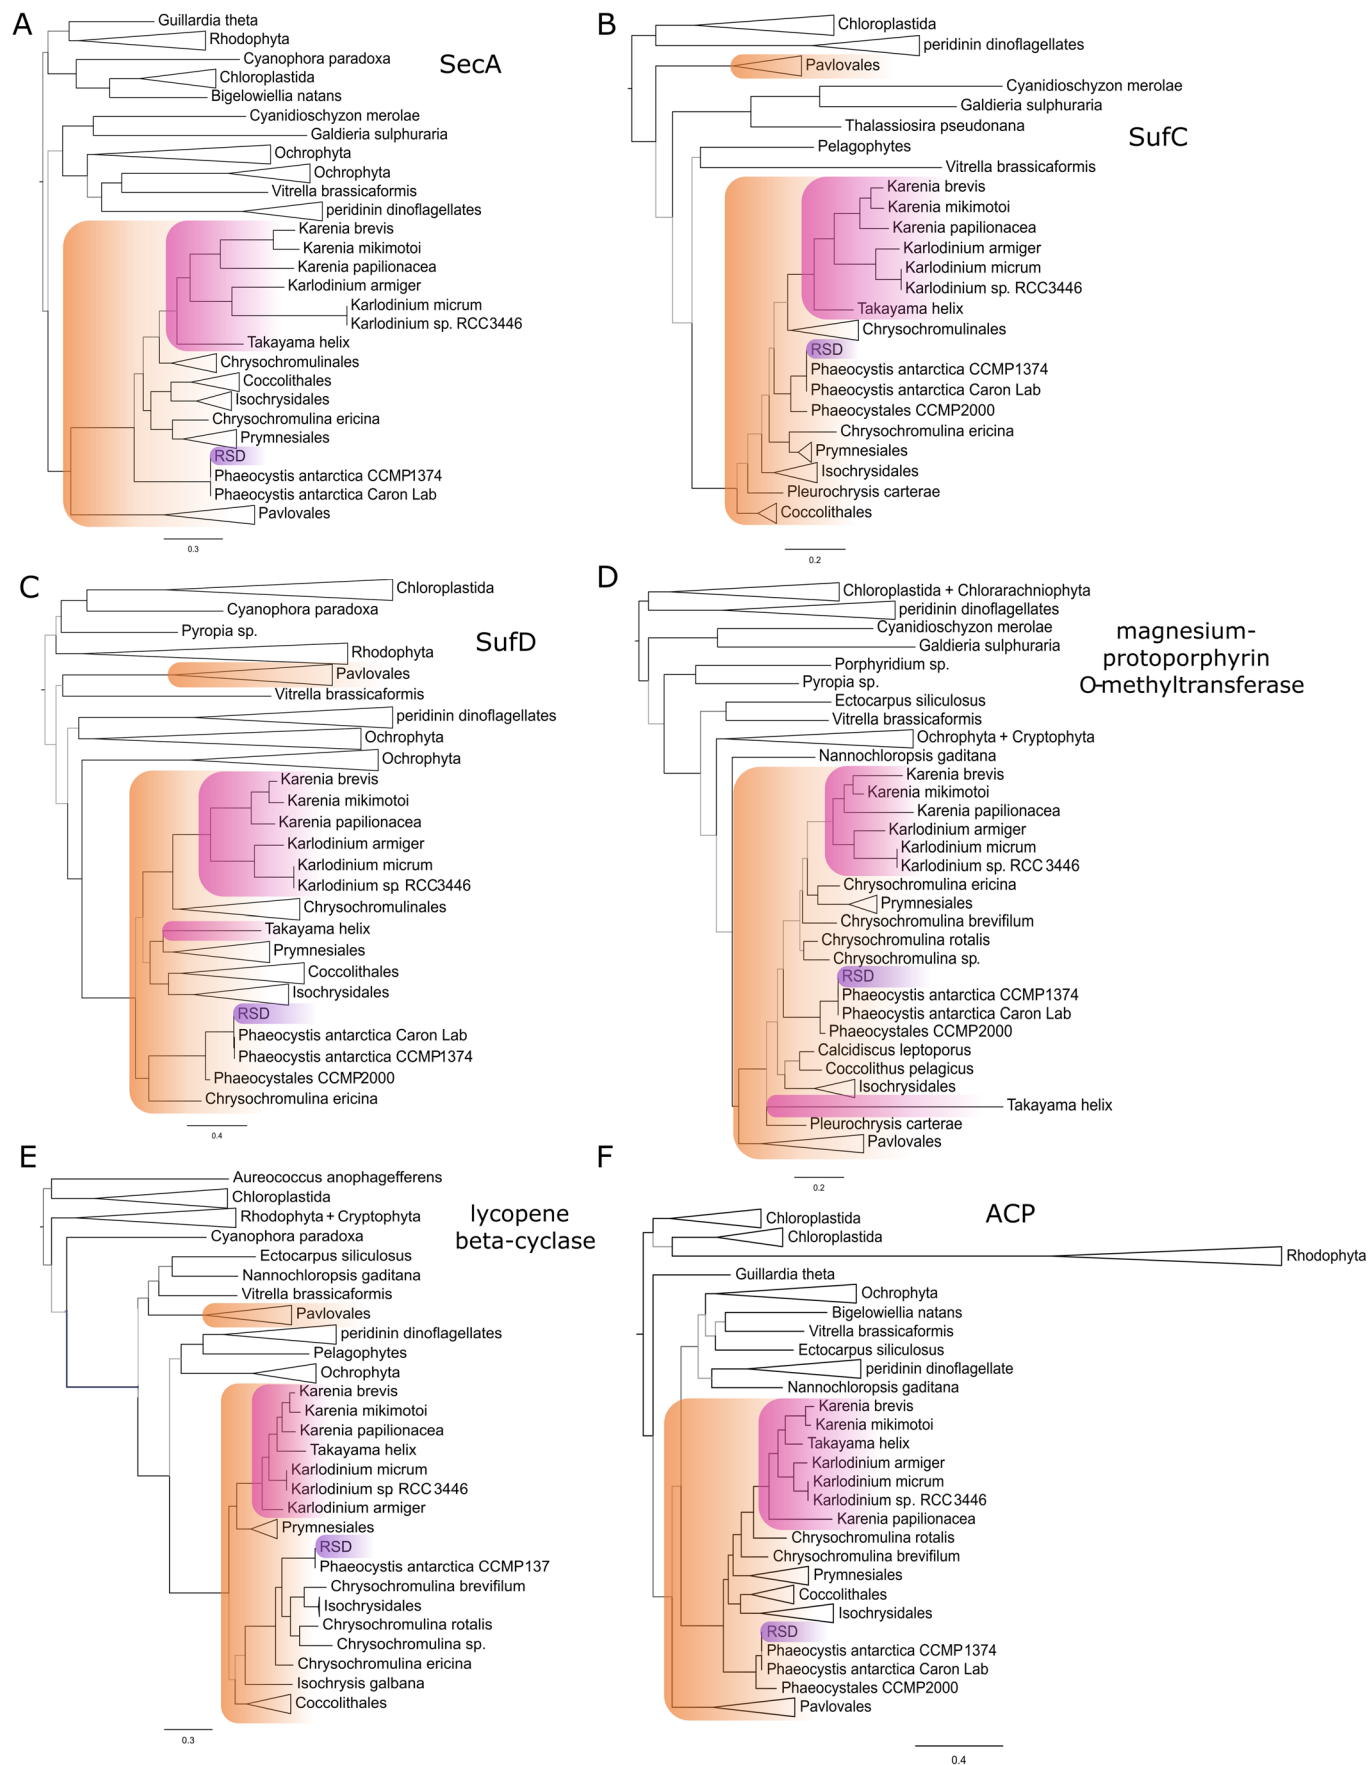 A
SecA
Guillardia theta
Rhodophyta
Cyanophora paradoxa
Chloroplastida
Bigelowiellia natans
Cyanidioschyzon merolae
Galdieria sulphuraria
Ochrophyta
Ochrophyta
Vitrella brassicaformis
peridinin dinoflagellates
Karenia brevis
Karenia mikimotoi
Karenia papilionacea
Karlodinium armiger
Karlodinium micrum
Karlodinium sp. RCC3446
Takayama helix
Chrysochromulinales
Coccolithales
Isochrysidales
Chrysochromulina ericina
Prymnesiales
RSD
Phaeocystis antarctica CCMP1374
Phaeocystis antarctica Caron Lab
Pavlovales
0.3
B
SufC
Chloroplastida
peridinin dinoflagellates
Pavlovales
Cyanidioschyzon merolae
Galdieria sulphuraria
Thalassiosira pseudonana
Pelagophytes
Vitrella brassicaformis
Karenia brevis
Karenia mikimotoi
Karenia papilionacea
Karlodinium armiger
Karlodinium micrum
Karlodinium sp. RCC3446
Takayama helix
Chrysochromulinales
RSD
Phaeocystis antarctica CCMP1374
Phaeocystis antarctica Caron Lab
Phaeocystales CCMP2000
Chrysochromulina ericina
Prymnesiales
Isochrysidales
Pleurochrysis carterae
Coccolithales
0.2
C
SufD
Chloroplastida
Cyanophora paradoxa
Pyropia sp.
Rhodophyta
Pavlovales
Vitrella brassicaformis
peridinin dinoflagellates
Ochrophyta
Ochrophyta
Karenia brevis
Karenia mikimotoi
Karenia papilionacea
Karlodinium armiger
Karlodinium micrum
Karlodinium sp. RCC3446
Chrysochromulinales
Takayama helix
Prymnesiales
Coccolithales
Isochrysidales
RSD
Phaeocystis antarctica Caron Lab
Phaeocystis antarctica CCMP1374
Phaeocystales CCMP2000
Chrysochromulina ericina
0.4
D
magnesium-
protoporphyrin
O-methyltransferase
Chloroplastida + Chlorarachniophyta
peridinin dinoflagellates
Cyanidioschyzon merolae
Galdieria sulphuraria
Porphyridium sp.
Pyropia sp.
Ectocarpus siliculosus
Vitrella brassicaformis
Ochrophyta + Cryptophyta
Nannochloropsis gaditana
Karenia brevis
Karenia mikimotoi
Karenia papilionacea
Karlodinium armiger
Karlodinium micrum
Karlodinium sp. RCC 3446
Chrysochromulina ericina
Prymnesiales
Chrysochromulina brevifilum
Chrysochromulina rotalis
Chrysochromulina sp.
RSD
Phaeocystis antarctica CCMP1374
Phaeocystis antarctica Caron Lab
Phaeocystales CCMP2000
Calcidiscus leptoporus
Coccolithus pelagicus
Isochrysidales
Takayama helix
Pleurochrysis carterae
Pavlovales
0.2
E
lycopene
beta-cyclase
Aureococcus anophagefferens
Chloroplastida
Rhodophyta + Cryptophyta
Cyanophora paradoxa
Ectocarpus siliculosus
Nannochloropsis gaditana
Vitrella brassicaformis
Pavlovales
peridinin dinoflagellates
Pelagophytes
Ochrophyta
Karenia brevis
Karenia mikimotoi
Karenia papilionacea
Takayama helix
Karlodinium micrum
Karlodinium sp RCC 3446
Karlodinium armiger
Prymnesiales
RSD
Phaeocystis antarctica CCMP137
Chrysochromulina brevifilum
Isochrysidales
Chrysochromulina rotalis
Chrysochromulina sp.
Chrysochromulina ericina
Isochrysis galbana
Coccolithales
0.3
F
ACP
Chloroplastida
Chloroplastida
Rhodophyta
Guillardia theta
Ochrophyta
Bigelowiella natans
Vitrella brassicaformis
Ectocarpus siliculosus
peridinin dinoflagellate
Nannochloropsis gaditana
Karenia brevis
Karenia mikimotoi
Takayama helix
Karlodinium armiger
Karlodinium micrum
Karlodinium sp. RCC3446
Karenia papilionacea
Chrysochromulina rotalis
Chrysochromulina brevifilum
Prymnesiales
Coccolithales
Isochrysidales
RSD
Phaeocystis antarctica CCMP1374
Phaeocystis antarctica Caron Lab
Phaeocystales CCMP2000
Pavlovales
0.4